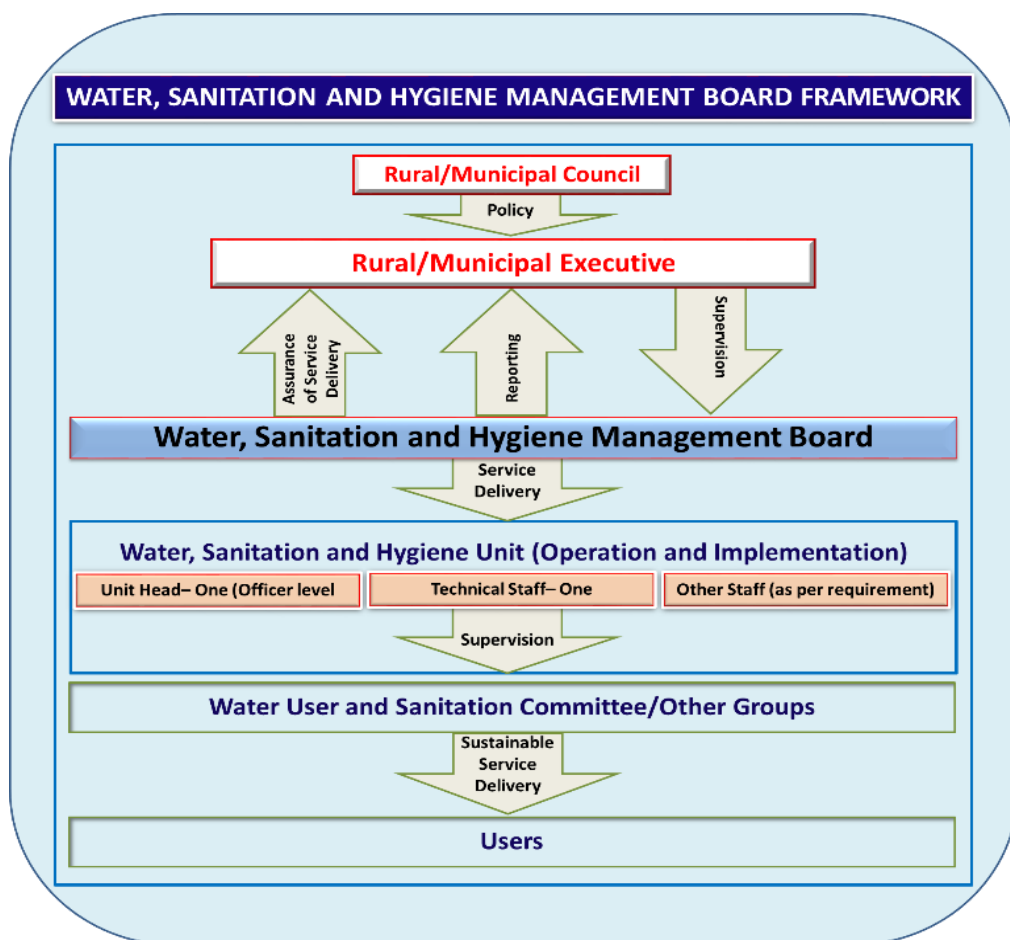 WATER, SANITATION AND HYGIENE MANAGEMENT BOARD FRAMEWORK
Rural/Municipal Council
Policy
Rural/Municipal Executive
Assurance
of Service
Delivery
Reporting
Supervision
Water, Sanitation and Hygiene Management Board
Service
Delivery
Water, Sanitation and Hygiene Unit (Operation and Implementation)
Unit Head– One (Officer level
Technical Staff– One
Other Staff (as per requirement)
Supervision
Water User and Sanitation Committee/Other Groups
Sustainable
Service
Delivery
Users